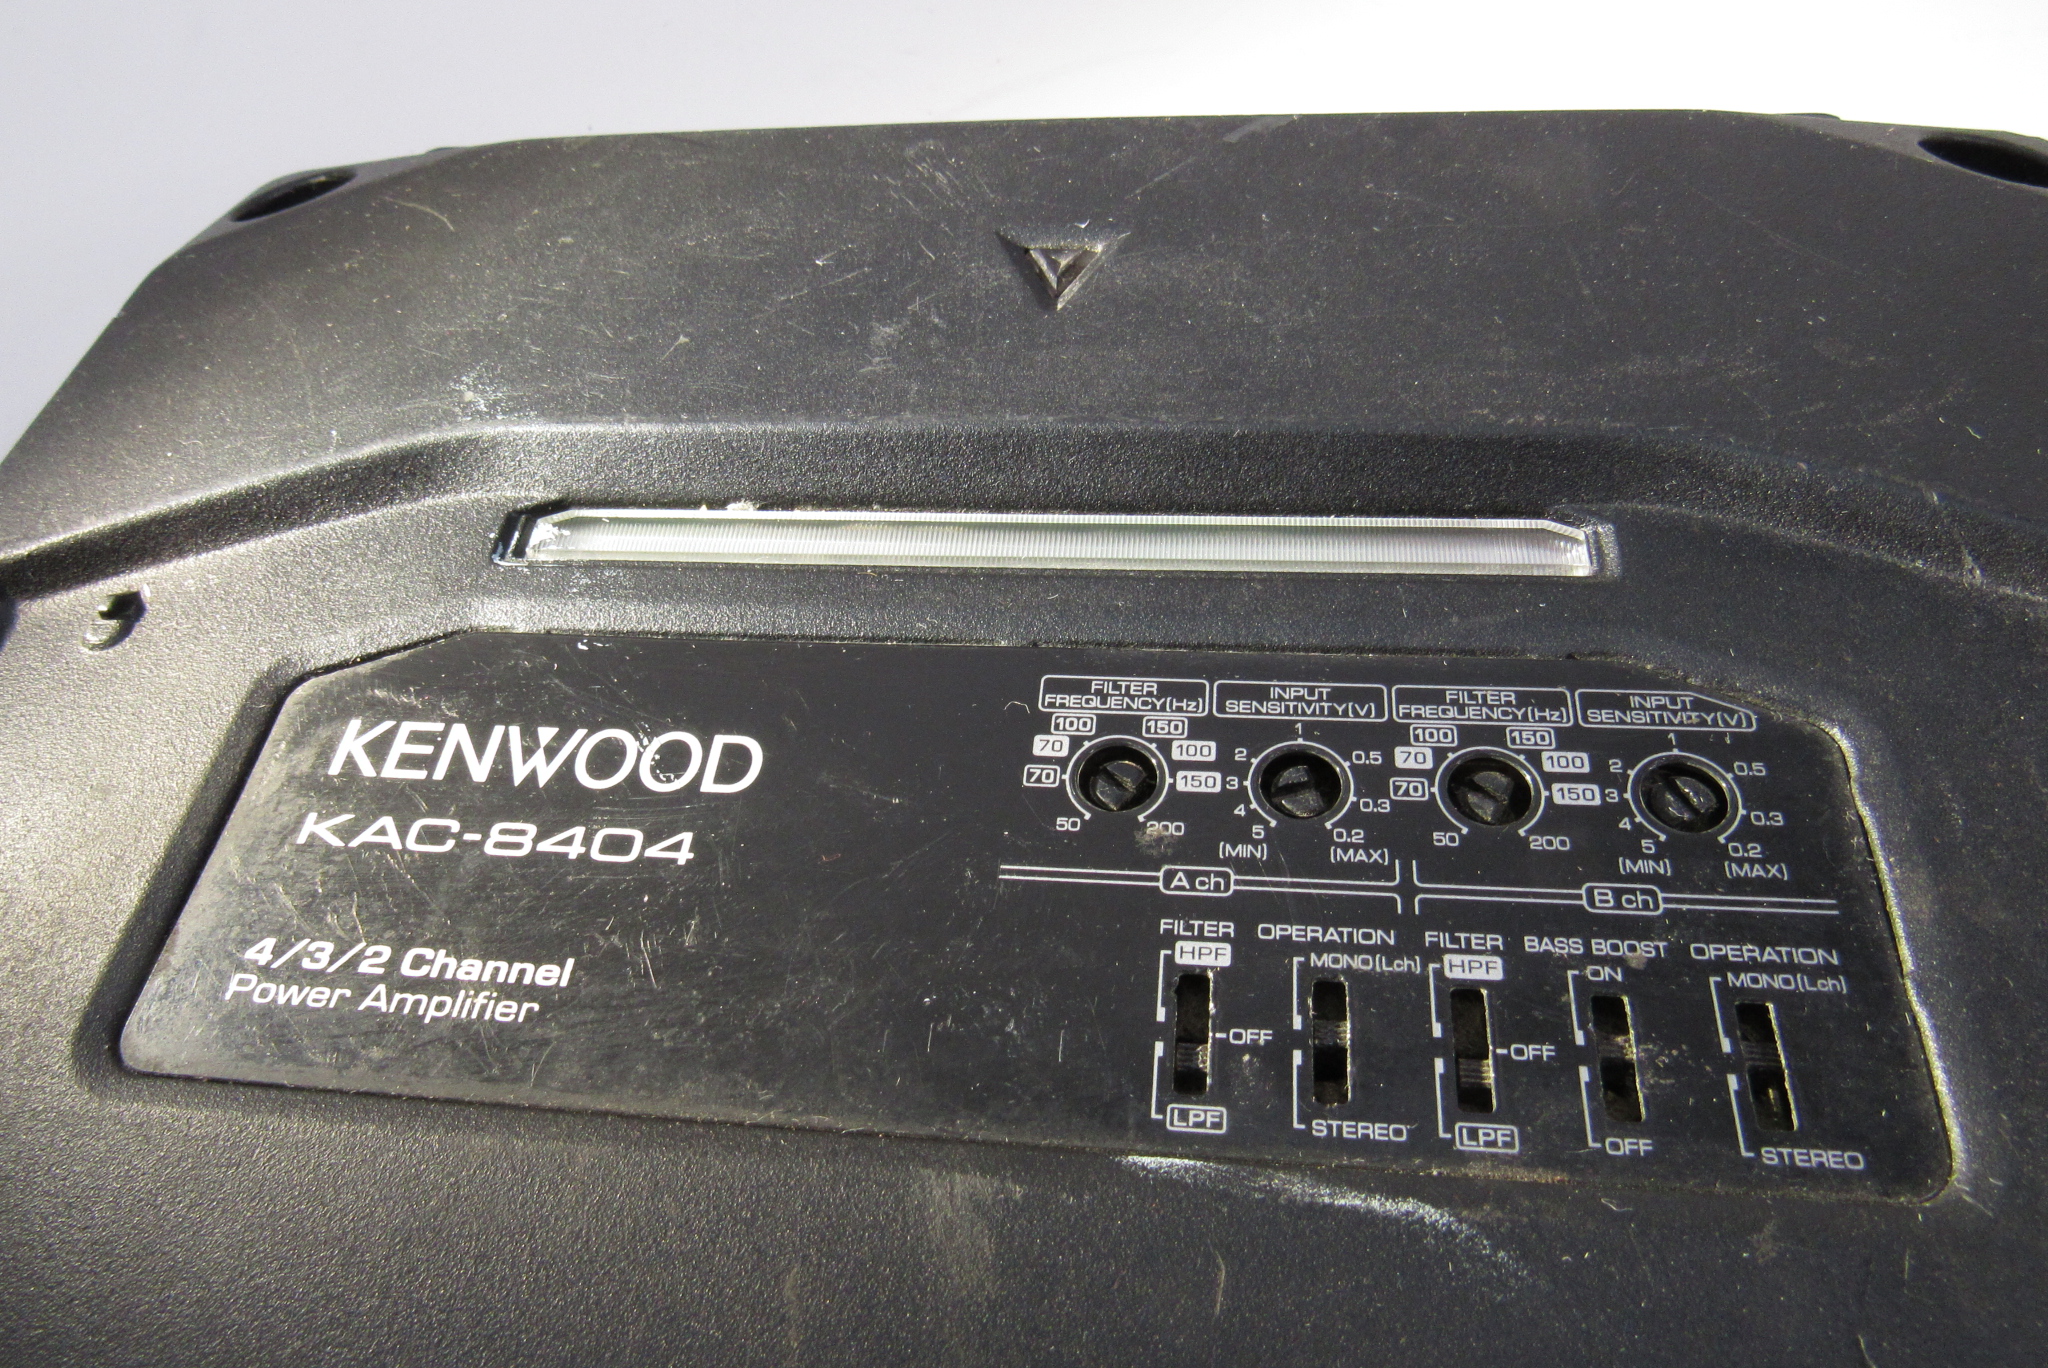 KENWOOD
KAC-8404
4/3/2 Channel
Power Amplifier
FILTER
FREQUENCY(Hz)
100
150
70
100
70
150
50
200
INPUT
SENSITIVITY(V)
1
2
0.5
3
0.3
4
5
0.2
(MIN)
(MAX)
FILTER
FREQUENCY(Hz)
100
150
70
100
70
150
50
200
INPUT
SENSITIVITY(V)
1
2
0.5
3
0.3
4
5
0.2
(MIN)
(MAX)
A ch
B ch
FILTER
HPF
OFF
LPF
OPERATION
MONO(Lch)
STEREO
FILTER
HPF
OFF
LPF
BASS BOOST
ON
OFF
OPERATION
MONO(Lch)
STEREO